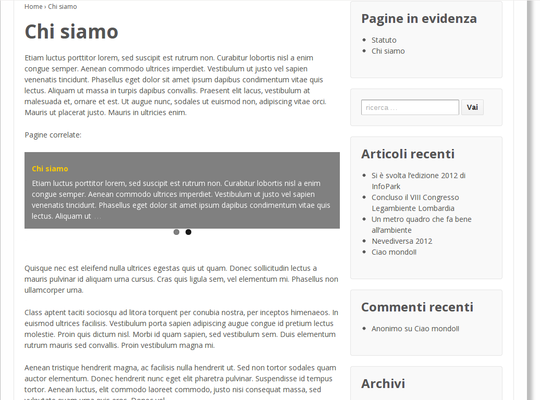 Home › Chi siamo
Chi siamo
Etiam luctus porttitor lorem, sed suscipit est rutrum non. Curabitur lobortis nisl a enim
congue semper. Aenean commodo ultrices imperdiet. Vestibulum ut justo vel sapien
venenatis tincidunt. Phasellus eget dolor sit amet ipsum dapibus condimentum vitae quis
lectus. Aliquam ut massa in turpis dapibus convallis. Praesent elit lacus, vestibulum at
malesuada et, ornare et est. Ut augue nunc, sodales ut euismod non, adipiscing vitae orci.
Mauris ut placerat justo. Mauris in ultricies enim.
Pagine correlate:
Chi siamo
Etiam luctus porttitor lorem, sed suscipit est rutrum non. Curabitur lobortis nisl a enim
congue semper. Aenean commodo ultrices imperdiet. Vestibulum ut justo vel sapien
venenatis tincidunt. Phasellus eget dolor sit amet ipsum dapibus condimentum vitae quis
lectus. Aliquam ut ...
Quisque nec est eleifend nulla ultrices egestas quis ut quam. Donec sollicitudin lectus a
mauris pulvinar id aliquam urna cursus. Cras quis ligula sem, vel elementum mi. Phasellus non
ullamcorper urna.
Class aptent taciti sociosqu ad litora torquent per conubia nostra, per inceptos himenaeos. In
euismod ultrices facilisis. Vestibulum porta sapien adipiscing augue congue id pretium lectus
molestie. Proin quis dictum nisl. Morbi id quam sapien, sed vestibulum sem. Duis elementum
rutrum mauris sed convallis. Proin vestibulum magna mi.
Aenean tristique hendrerit magna, ac facilisis nulla hendrerit ut. Sed non tortor sodales quam
auctor elementum. Donec hendrerit nunc eget elit pharetra pulvinar. Suspendisse id tempus
tortor. Aenean luctus, elit commodo laoreet commodo, justo nisi consequat massa, sed
Pagine in evidenza
Statuto
Chi siamo
ricerca...
Vai
Articoli recenti
Si è svolta l'edizione 2012 di
InfoPark
Concluso il VIII Congresso
Legambiente Lombardia
Un metro quadro che fa bene
all'ambiente
Nevediversa 2012
Ciao mondo!!
Commenti recenti
Anonimo su Ciao mondo!!
Archivi